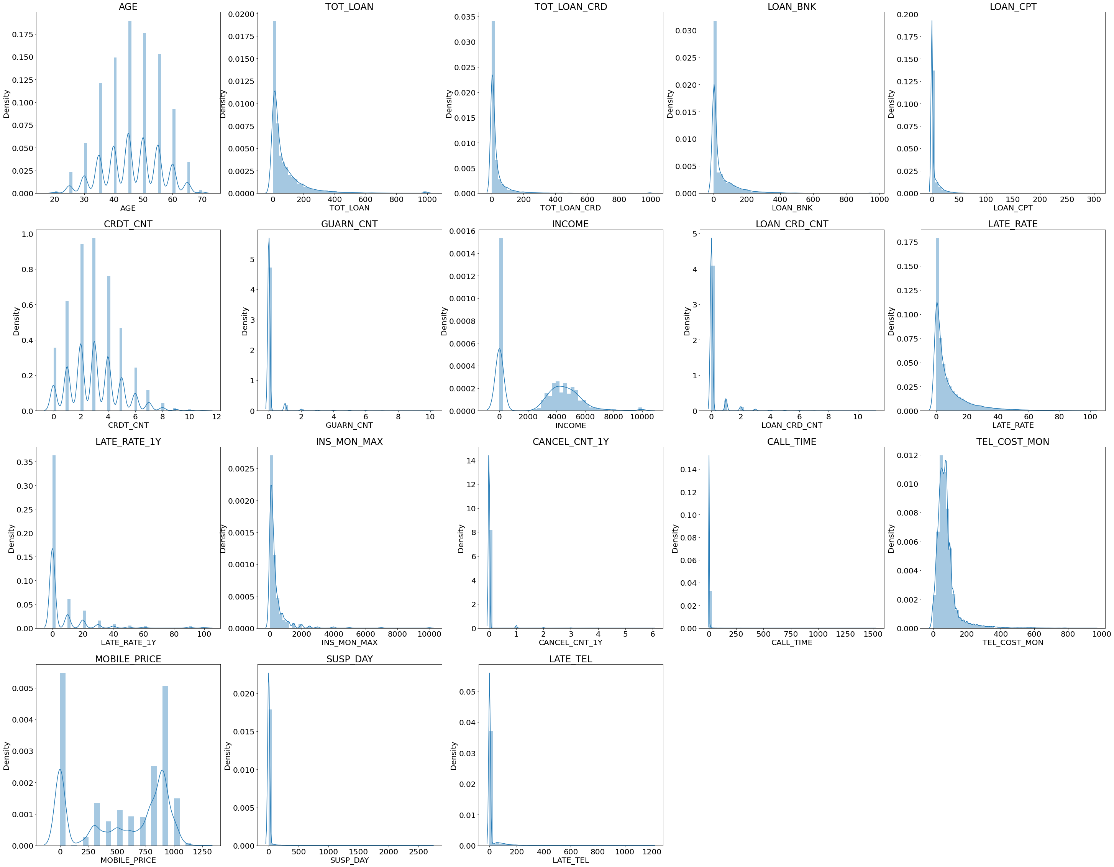 AGE
Density
0.175
0.150
0.125
0.100
0.075
0.050
0.025
0.000
20 30 40 50 60 70
AGE
TOT_LOAN
Density
0.0200
0.0175
0.0150
0.0125
0.0100
0.0075
0.0050
0.0025
0.0000
0 200 400 600 800 1000
TOT_LOAN
TOT_LOAN_CRD
Density
0.035
0.030
0.025
0.020
0.015
0.010
0.005
0.000
0 200 400 600 800 1000
TOT_LOAN_CRD
LOAN_BNK
Density
0.030
0.025
0.020
0.015
0.010
0.005
0.000
0 200 400 600 800 1000
LOAN_BNK
LOAN_CPT
Density
0.200
0.175
0.150
0.125
0.100
0.075
0.050
0.025
0.000
0 50 100 150 200 250 300
LOAN_CPT
CRDT_CNT
Density
1.0
0.8
0.6
0.4
0.2
0.0
0 2 4 6 8 10 12
CRDT_CNT
GUARN_CNT
Density
5
4
3
2
1
0
0 2 4 6 8 10
GUARN_CNT
INCOME
Density
0.0016
0.0014
0.0012
0.0010
0.0008
0.0006
0.0004
0.0002
0.0000
0 2000 4000 6000 8000 10000
INCOME
LOAN_CRD_CNT
Density
5
4
3
2
1
0
0 2 4 6 8 10
LOAN_CRD_CNT
LATE_RATE
Density
0.175
0.150
0.125
0.100
0.075
0.050
0.025
0.000
0 20 40 60 80 100
LATE_RATE
LATE_RATE_1Y
Density
0.35
0.30
0.25
0.20
0.15
0.10
0.05
0.00
0 20 40 60 80 100
LATE_RATE_1Y
INS_MON_MAX
Density
0.0025
0.0020
0.0015
0.0010
0.0005
0.0000
0 2000 4000 6000 8000 10000
INS_MON_MAX
CANCEL_CNT_1Y
Density
14
12
10
8
6
4
2
0
0 1 2 3 4 5 6
CANCEL_CNT_1Y
CALL_TIME
Density
0.14
0.12
0.10
0.08
0.06
0.04
0.02
0.00
0 250 500 750 1000 1250 1500
CALL_TIME
TEL_COST_MON
Density
0.012
0.010
0.008
0.006
0.004
0.002
0.000
0 200 400 600 800 1000
TEL_COST_MON
MOBILE_PRICE
Density
0.005
0.004
0.003
0.002
0.001
0.000
0 250 500 750 1000 1250
MOBILE_PRICE
SUSP_DAY
Density
0.020
0.015
0.010
0.005
0.000
0 500 1000 1500 2000 2500
SUSP_DAY
LATE_TEL
Density
0.05
0.04
0.03
0.02
0.01
0.00
0 200 400 600 800 1000 1200
LATE_TEL